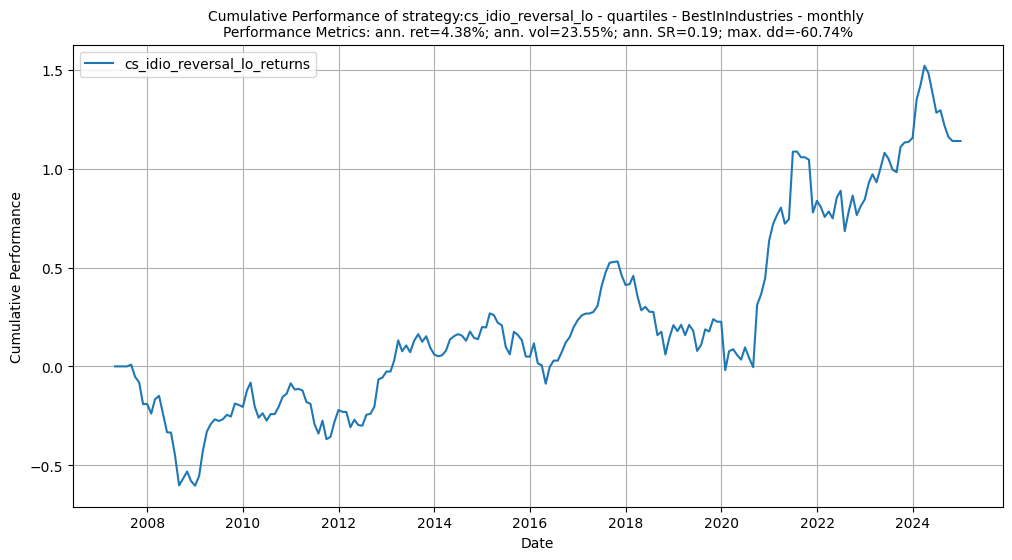 Cumulative Performance of strategy:cs_idio_reversal_lo - quartiles - BestInIndustries - monthly
Performance Metrics: ann. ret=4.38%; ann. vol=23.55%; ann. SR=0.19; max. dd=-60.74%
cs_idio_reversal_lo_returns
Cumulative Performance
1.5
1.0
0.5
0.0
−0.5
2008 2010 2012 2014 2016 2018 2020 2022 2024
Date